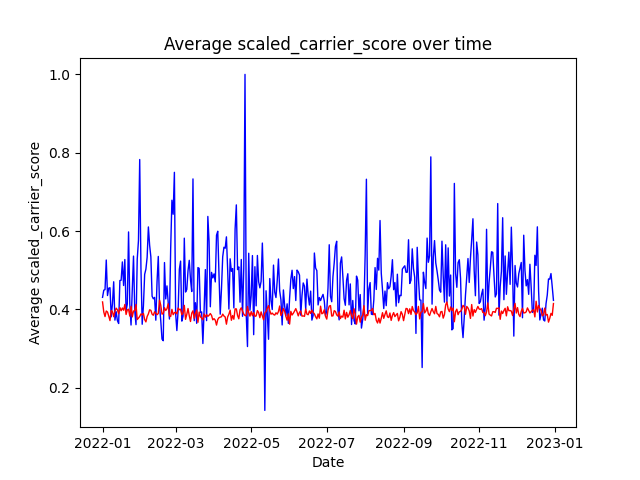 Average scaled_carrier_score over time
1.0
0.8
0.6
0.4
0.2
Average scaled_carrier_score
2022-01 2022-03 2022-05 2022-07 2022-09 2022-11 2023-01
Date